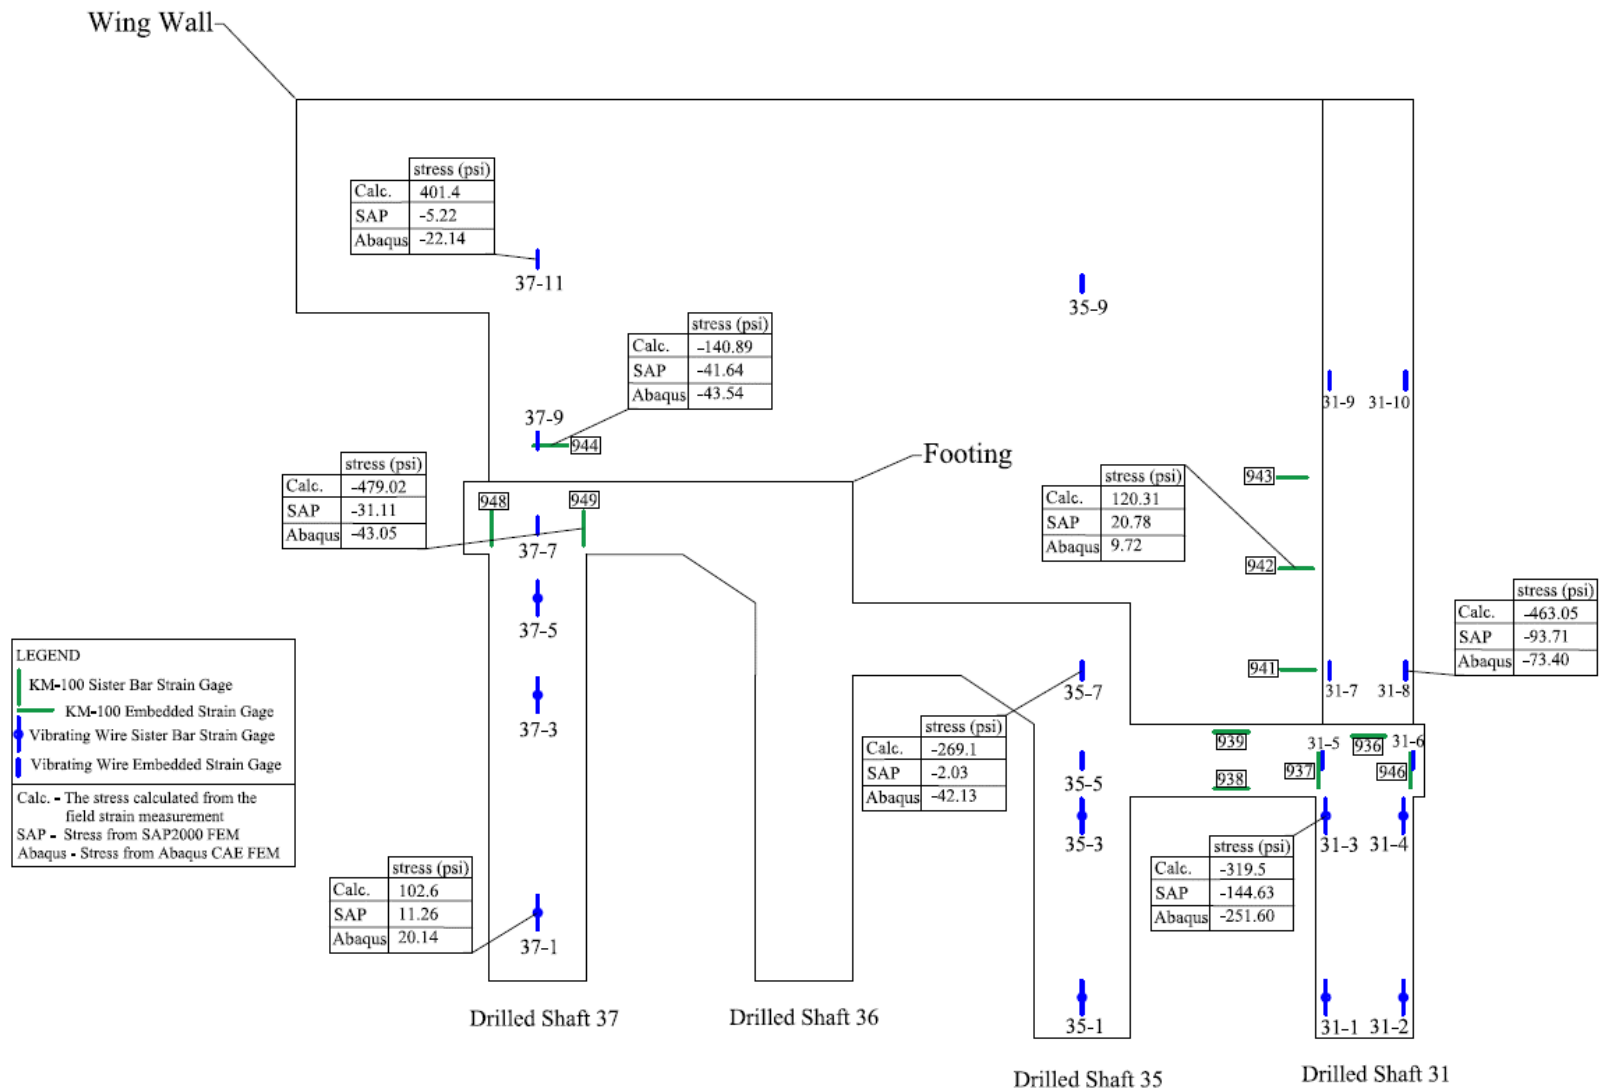 Wing Wall
stress (psi)
Calc. 401.4
SAP -5.22
Abaqus -22.14
37-11
35-9
stress (psi)
Calc. -140.89
SAP -41.64
Abaqus -43.54
31-9 31-10
37-9
944
Footing
stress (psi)
Calc. -479.02
SAP -31.11
Abaqus -43.05
948 949
37-7
stress (psi)
Calc. 120.31
SAP 20.78
Abaqus 9.72
943
942
37-5
stress (psi)
Calc. -463.05
SAP -93.71
Abaqus -73.40
941
31-7 31-8
35-7
37-3
LEGEND
KM-100 Sister Bar Strain Gage
KM-100 Embedded Strain Gage
Vibrating Wire Sister Bar Strain Gage
Vibrating Wire Embedded Strain Gage
Calc. - The stress calculated from the
field strain measurement
SAP - Stress from SAP2000 FEM
Abaqus - Stress from Abaqus CAE FEM
stress (psi)
Calc. -269.1
SAP -2.03
Abaqus -42.13
939
938
31-5 936 31-6
937 946
35-5
35-3
31-3 31-4
stress (psi)
Calc. -319.5
SAP -144.63
Abaqus -251.60
stress (psi)
Calc. 102.6
SAP 11.26
Abaqus 20.14
37-1
35-1
31-1 31-2
Drilled Shaft 37
Drilled Shaft 36
Drilled Shaft 35
Drilled Shaft 31